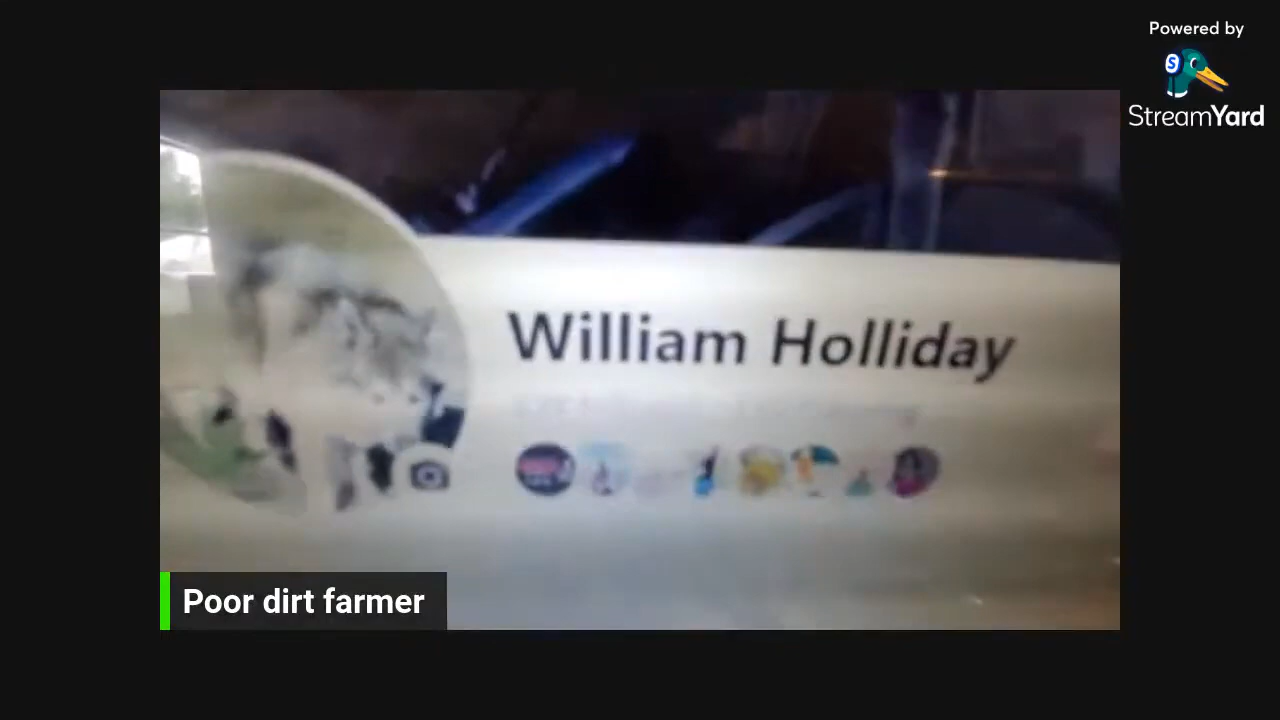 Powered by
StreamYard
William Holliday
Poor dirt farmer